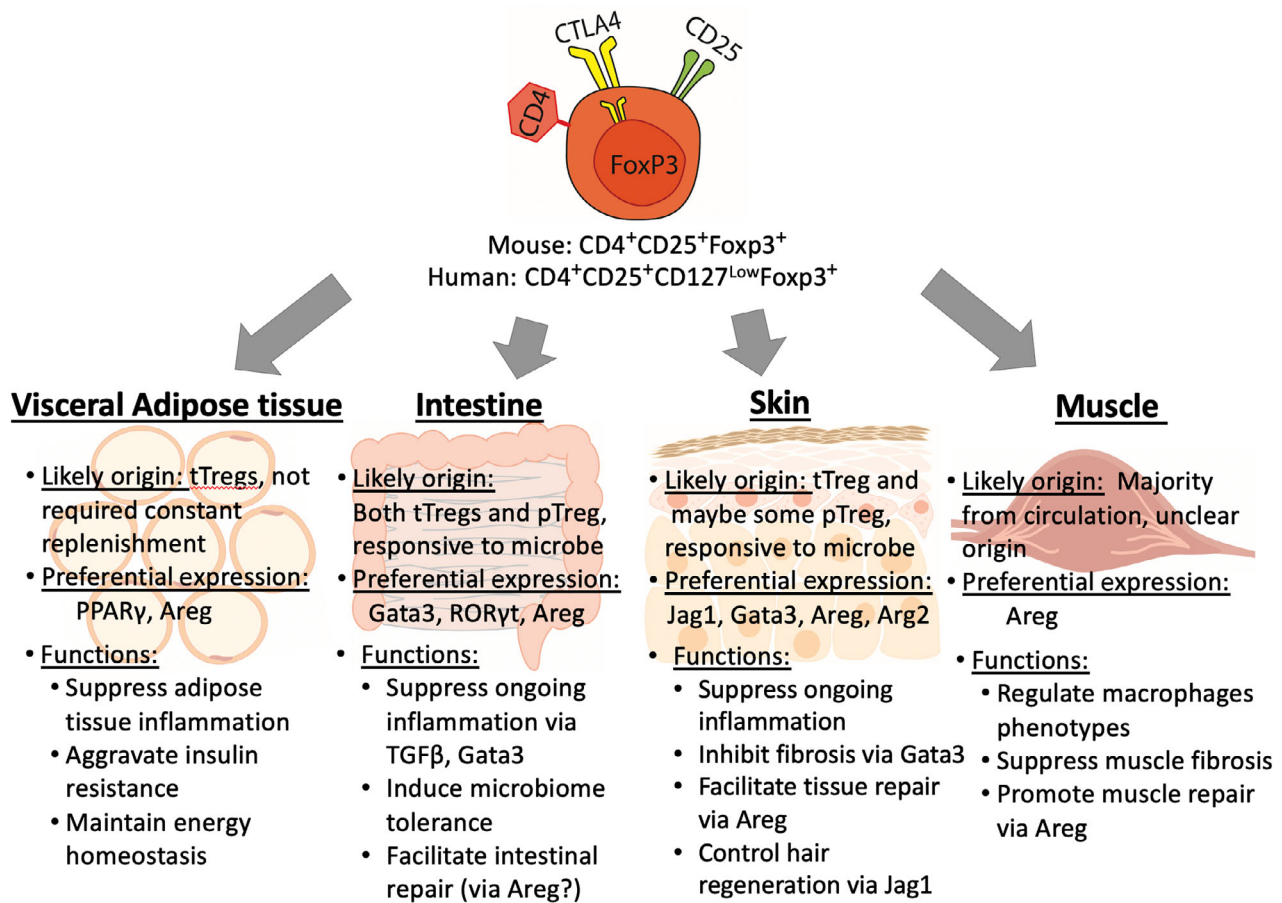 CTLA4
CD25
CD4
FoxP3
Mouse: CD4⁺CD25⁺Foxp3⁺
Human: CD4⁺CD25⁺CD127ᴸᵒʷFoxp3⁺
Visceral Adipose tissue
• Likely origin: tTregs, not
required constant
replenishment
• Preferential expression:
PPARγ, Areg
• Functions:
• Suppress adipose
tissue inflammation
• Aggravate insulin
resistance
• Maintain energy
homeostasis
Intestine
• Likely origin:
Both tTregs and pTreg,
responsive to microbe
• Preferential expression:
Gata3, RORγt, Areg
• Functions:
• Suppress ongoing
inflammation via
TGFβ, Gata3
• Induce microbiome
tolerance
• Facilitate intestinal
repair (via Areg?)
Skin
• Likely origin: tTreg and
maybe some pTreg,
responsive to microbe
• Preferential expression:
Jag1, Gata3, Areg, Arg2
• Functions:
• Suppress ongoing
inflammation
• Inhibit fibrosis via Gata3
• Facilitate tissue repair
via Areg
• Control hair
regeneration via Jag1
Muscle
• Likely origin: Majority
from circulation, unclear
origin
• Preferential expression:
Areg
• Functions:
• Regulate macrophages
phenotypes
• Suppress muscle fibrosis
• Promote muscle repair
via Areg